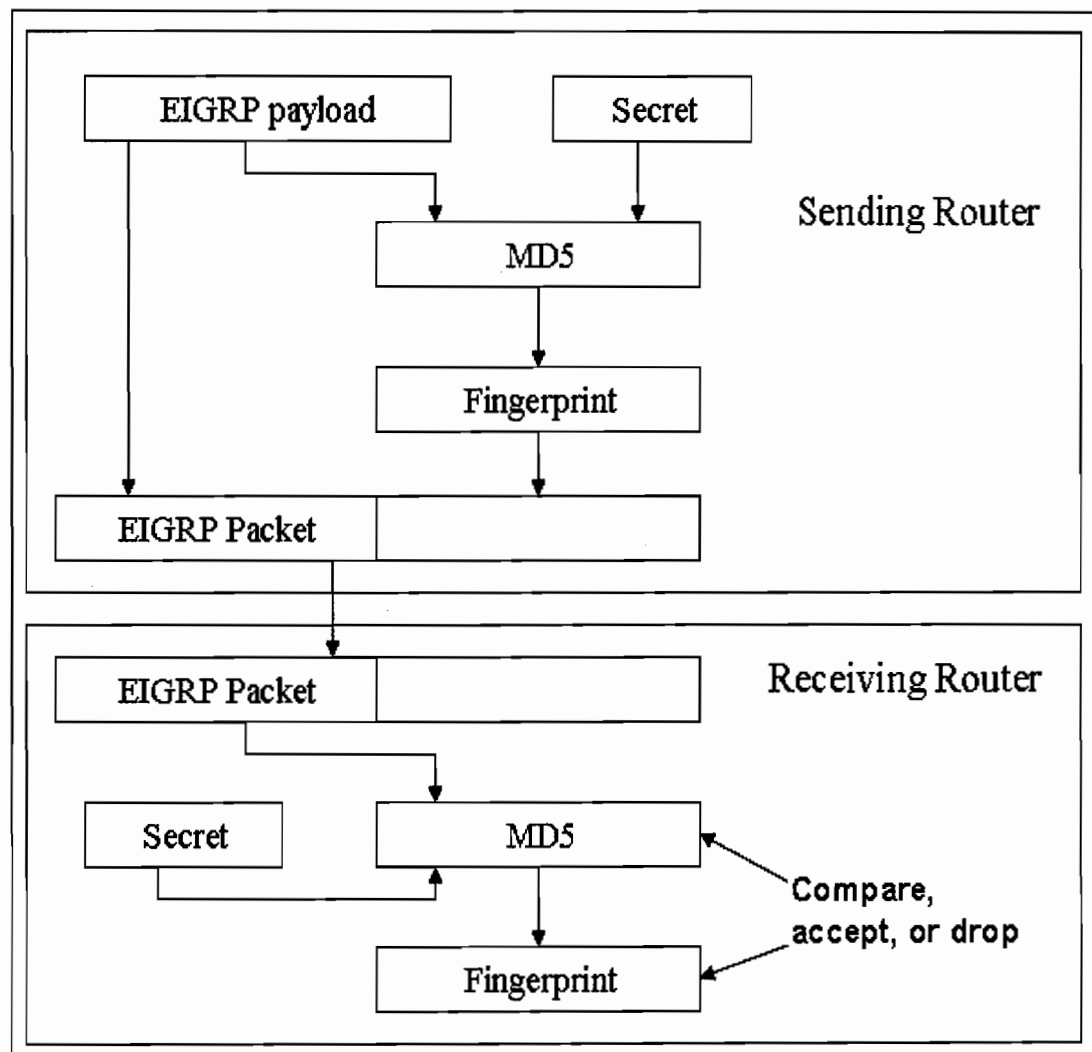 EIGRP payload
Secret
Sending Router
MD5
Fingerprint
EIGRP Packet
EIGRP Packet
Receiving Router
Secret
MD5
Compare,
accept, or drop
Fingerprint